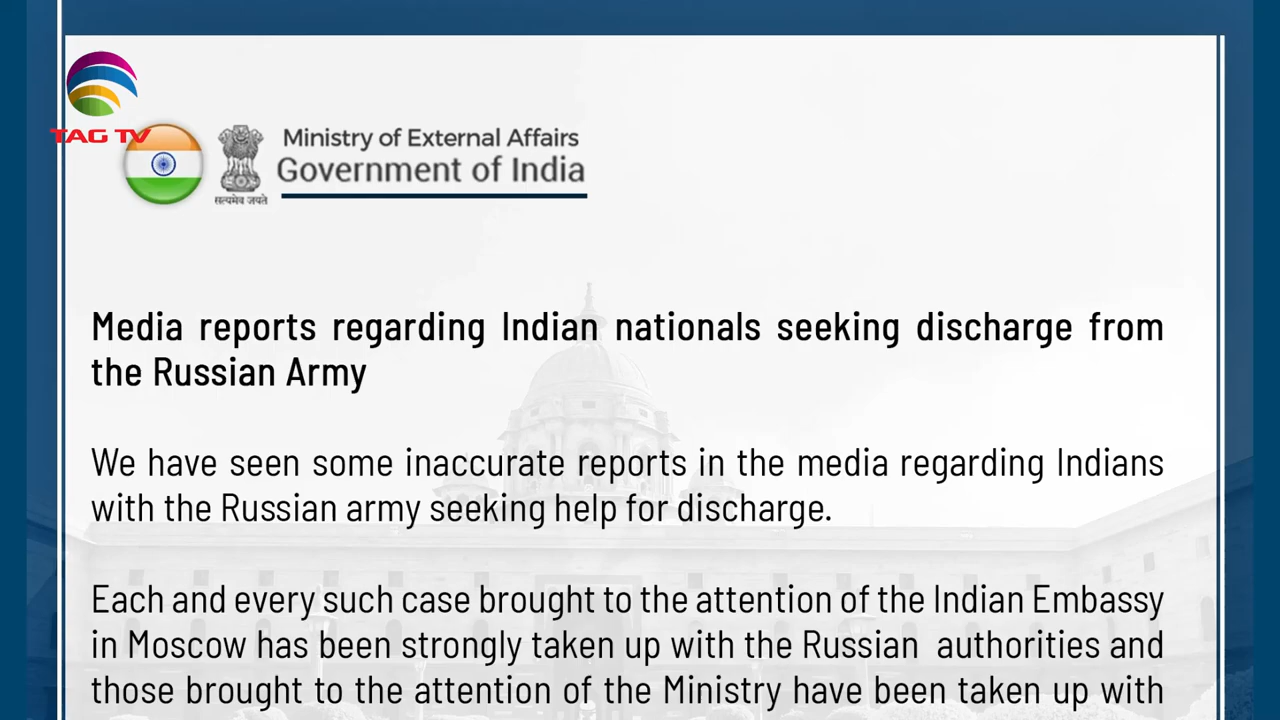 TAG TV
Ministry of External Affairs
Government of India
सत्यमेव जयते
Media reports regarding Indian nationals seeking discharge from
the Russian Army
We have seen some inaccurate reports in the media regarding Indians
with the Russian army seeking help for discharge.
Each and every such case brought to the attention of the Indian Embassy
in Moscow has been strongly taken up with the Russian authorities and
those brought to the attention of the Ministry have been taken up with